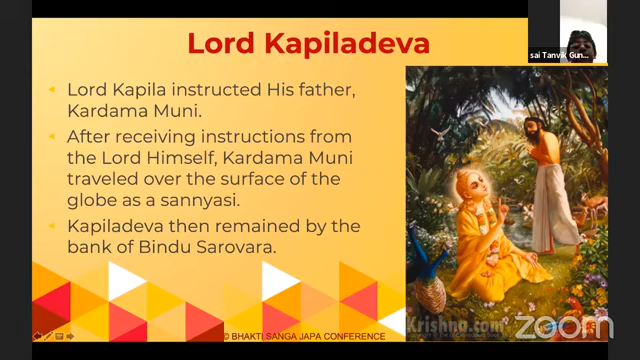 Lord Kapiladeva
Lord Kapila instructed His father,
Kardama Muni.
After receiving instructions from
the Lord Himself, Kardama Muni
traveled over the surface of the
globe as a sannyasi.
Kapiladeva then remained by the
bank of Bindu Sarovara.
© BHAKTI SANGA JAPA CONFERENCE
sai Tanvik Gun...
Krishna.com
zoom